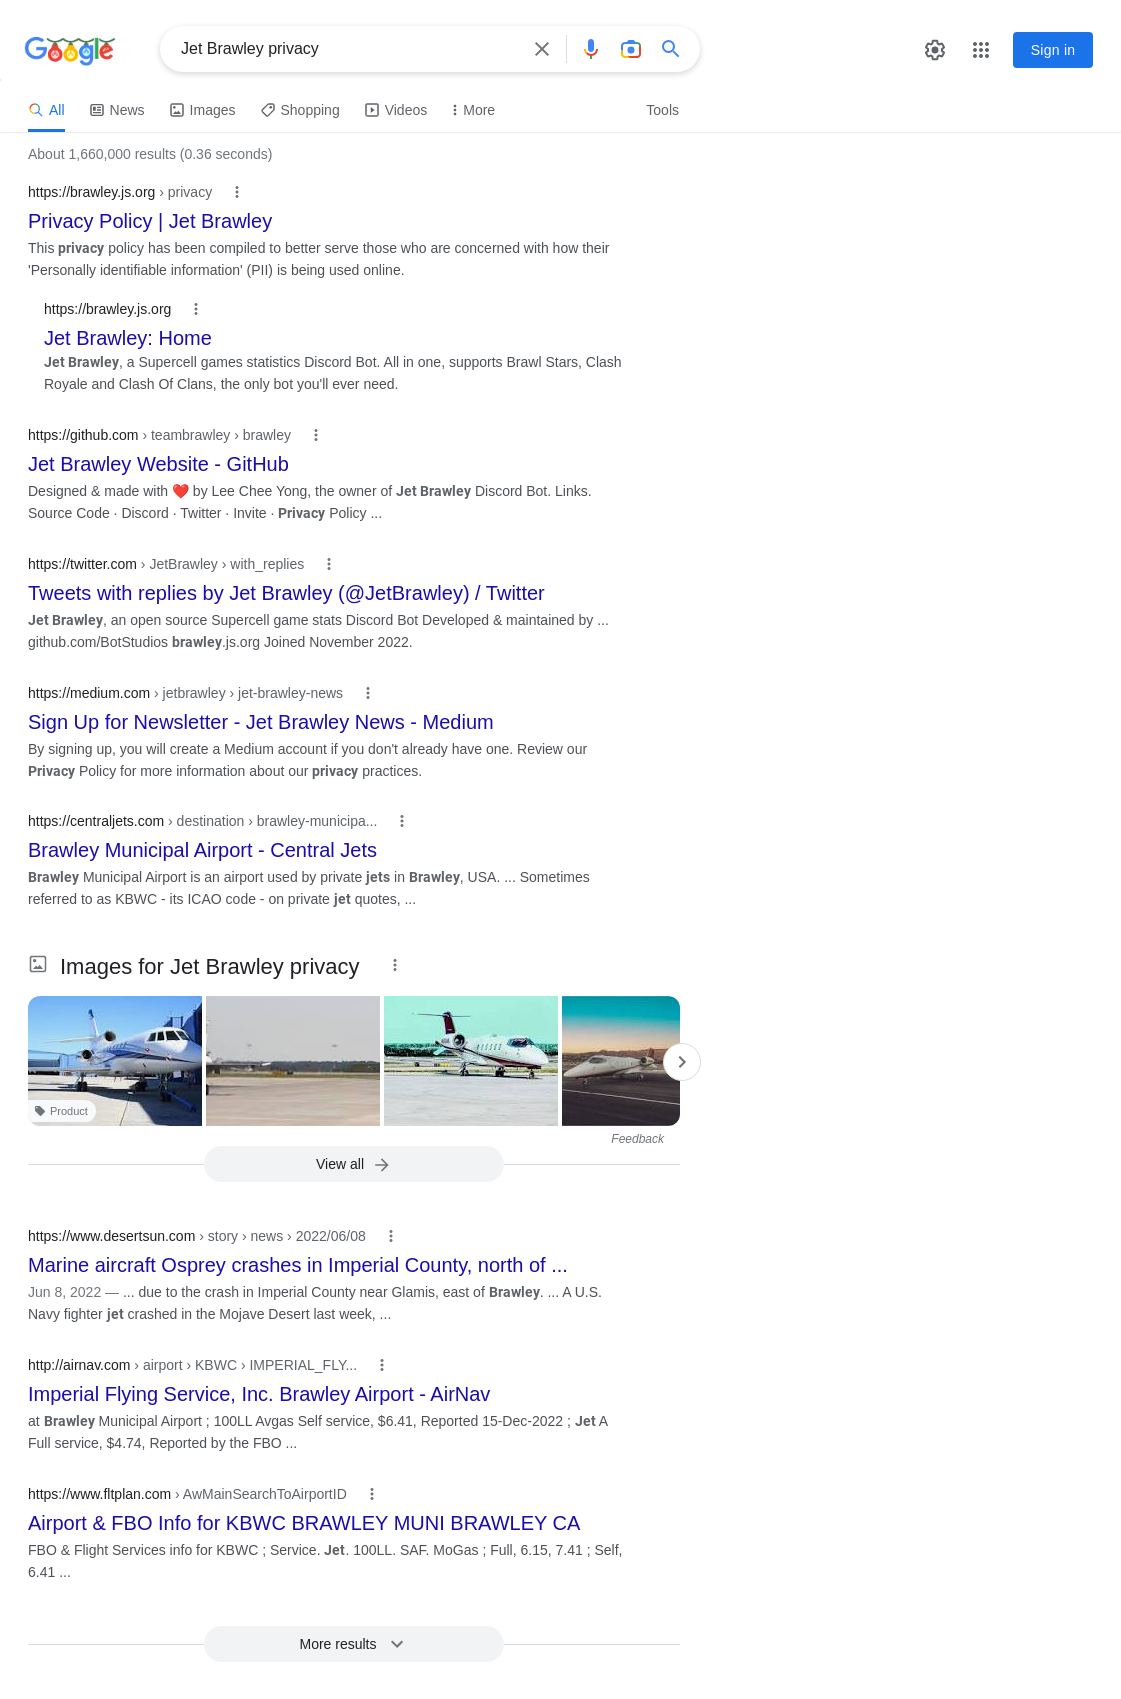 Google
Jet Brawley privacy
Sign in
All
News
Images
Shopping
Videos
More
Tools
About 1,660,000 results (0.36 seconds)
https://brawley.js.org › privacy
Privacy Policy | Jet Brawley
This privacy policy has been compiled to better serve those who are concerned with how their
'Personally identifiable information' (PII) is being used online.
https://brawley.js.org
Jet Brawley: Home
Jet Brawley, a Supercell games statistics Discord Bot. All in one, supports Brawl Stars, Clash
Royale and Clash Of Clans, the only bot you'll ever need.
https://github.com › teambrawley › brawley
Jet Brawley Website - GitHub
Designed & made with ❤️ by Lee Chee Yong, the owner of Jet Brawley Discord Bot. Links.
Source Code · Discord · Twitter · Invite · Privacy Policy ...
https://twitter.com › JetBrawley › with_replies
Tweets with replies by Jet Brawley (@JetBrawley) / Twitter
Jet Brawley, an open source Supercell game stats Discord Bot Developed & maintained by ...
github.com/BotStudios brawley.js.org Joined November 2022.
https://medium.com › jetbrawley › jet-brawley-news
Sign Up for Newsletter - Jet Brawley News - Medium
By signing up, you will create a Medium account if you don't already have one. Review our
Privacy Policy for more information about our privacy practices.
https://centraljets.com › destination › brawley-municipa...
Brawley Municipal Airport - Central Jets
Brawley Municipal Airport is an airport used by private jets in Brawley, USA. ... Sometimes
referred to as KBWC - its ICAO code - on private jet quotes, ...
Images for Jet Brawley privacy
Product
Feedback
View all
https://www.desertsun.com › story › news › 2022/06/08
Marine aircraft Osprey crashes in Imperial County, north of ...
Jun 8, 2022 — ... due to the crash in Imperial County near Glamis, east of Brawley. ... A U.S.
Navy fighter jet crashed in the Mojave Desert last week, ...
http://airnav.com › airport › KBWC › IMPERIAL_FLY...
Imperial Flying Service, Inc. Brawley Airport - AirNav
at Brawley Municipal Airport ; 100LL Avgas Self service, $6.41, Reported 15-Dec-2022 ; Jet A
Full service, $4.74, Reported by the FBO ...
https://www.fltplan.com › AwMainSearchToAirportID
Airport & FBO Info for KBWC BRAWLEY MUNI BRAWLEY CA
FBO & Flight Services info for KBWC ; Service. Jet. 100LL. SAF. MoGas ; Full, 6.15, 7.41 ; Self,
6.41 ...
More results